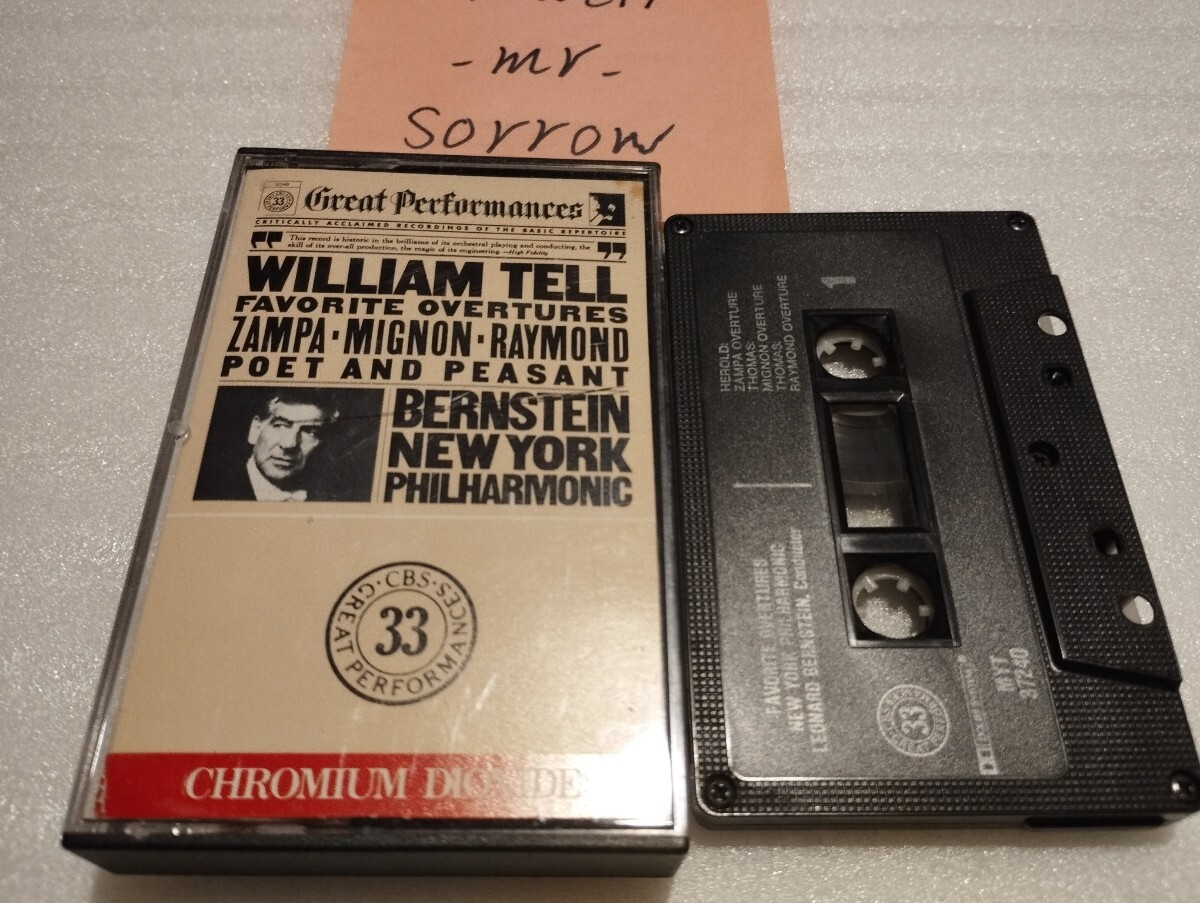 -mr-
Sorrow
33
Great Performances
CRITICALLY ACCLAIMED RECORDINGS OF THE BASIC REPERTOIRE
"This record is historic in the brilliance of its orchestral playing and conducting, the
skill of its over-all production, the magic of its engineering. —High Fidelity"
WILLIAM TELL
FAVORITE OVERTURES
ZAMPA·MIGNON·RAYMOND
POET AND PEASANT
BERNSTEIN
NEW YORK
PHILHARMONIC
·CBS·
GREAT PERFORMANCES
33
CHROMIUM DIOXIDE
1
HEROLD:
ZAMPA OVERTURE
THOMAS:
MIGNON OVERTURE
THOMAS:
RAYMOND OVERTURE
FAVORITE OVERTURES
NEW YORK PHILHARMONIC
LEONARD BERNSTEIN, Conductor
33
MYT
37240